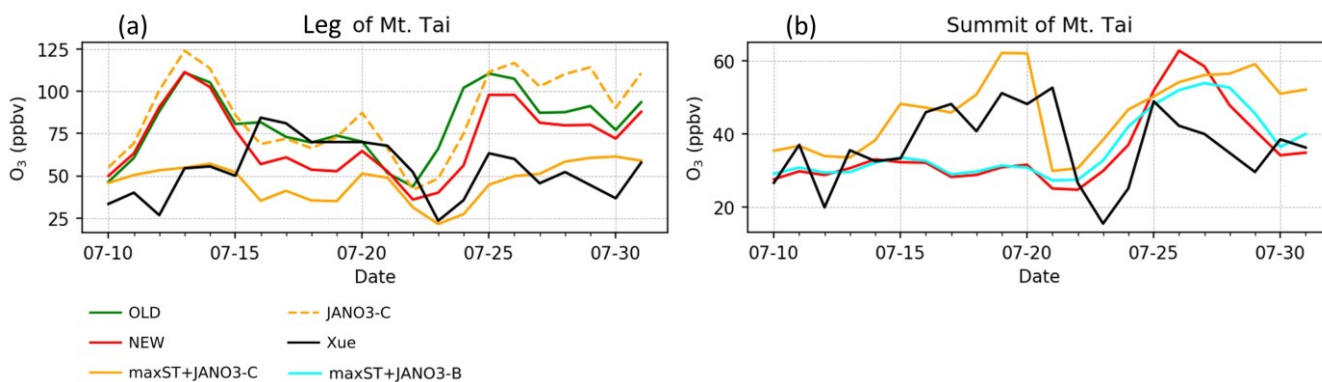 (a) Leg of Mt. Tai
125
100
75
50
25
O₃ (ppbv)
07-10 07-15 07-20 07-25 07-30
Date
(b) Summit of Mt. Tai
60
40
20
O₃ (ppbv)
07-10 07-15 07-20 07-25 07-30
Date
OLD JANO3-C
NEW Xue
maxST+JANO3-C maxST+JANO3-B